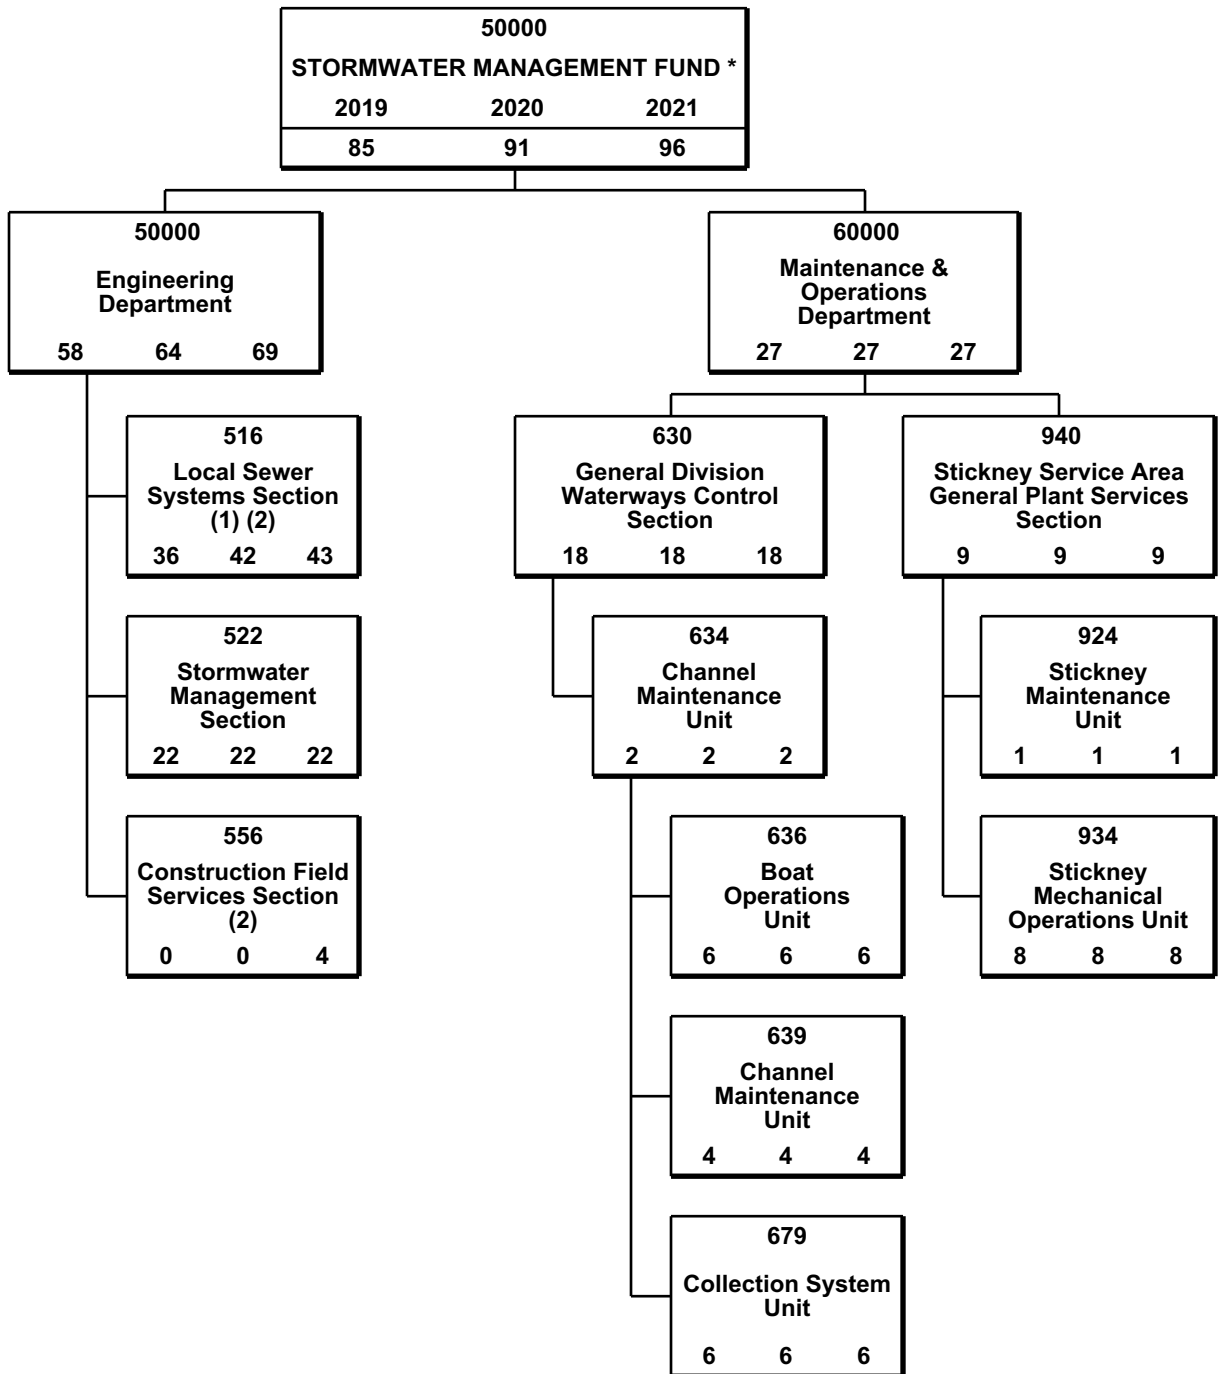 50000
STORMWATER MANAGEMENT FUND *
2019 2020 2021
85 91 96
50000
Engineering
Department
58 64 69
60000
Maintenance &
Operations
Department
27 27 27
516
Local Sewer
Systems Section
(1) (2)
36 42 43
522
Stormwater
Management
Section
22 22 22
556
Construction Field
Services Section
(2)
0 0 4
630
General Division
Waterways Control
Section
18 18 18
634
Channel
Maintenance
Unit
2 2 2
636
Boat
Operations
Unit
6 6 6
639
Channel
Maintenance
Unit
4 4 4
679
Collection System
Unit
6 6 6
940
Stickney Service Area
General Plant Services
Section
9 9 9
924
Stickney
Maintenance
Unit
1 1 1
934
Stickney
Mechanical
Operations Unit
8 8 8